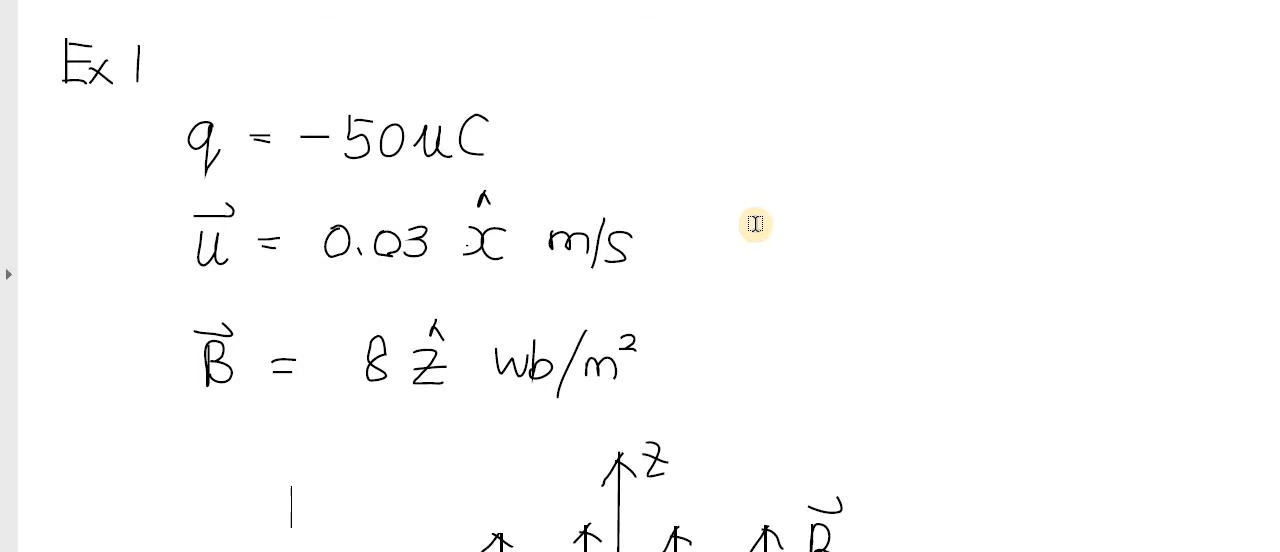 Ex 1
q = -50uC
u⃗ = 0.03 x̂ m/s
B⃗ = 8 ẑ wb/m²
z
B⃗